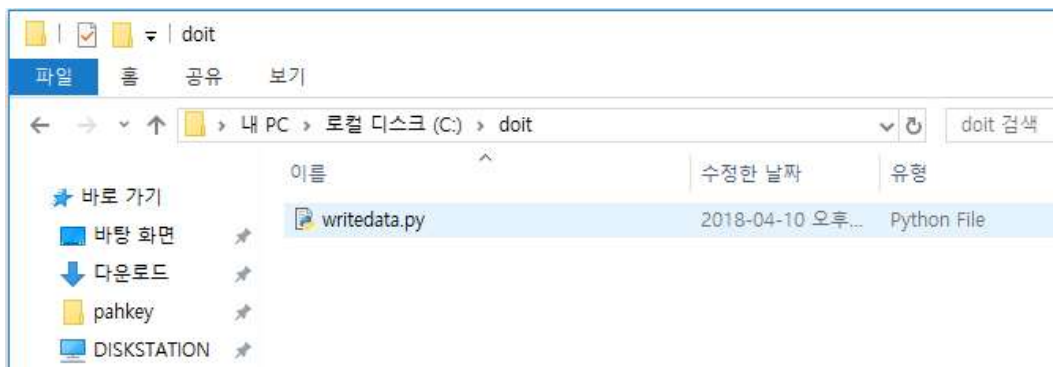 doit
파일 홈 공유 보기
내 PC > 로컬 디스크 (C:) > doit doit 검색
이름 수정한 날짜 유형
바로 가기
writedata.py 2018-04-10 오후... Python File
바탕 화면
다운로드
pahkey
DISKSTATION